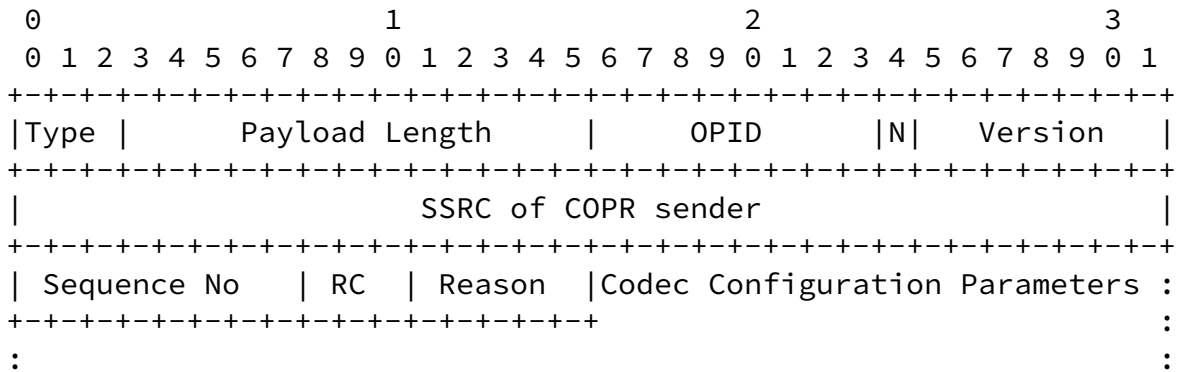 0                   1                   2                   3
 0 1 2 3 4 5 6 7 8 9 0 1 2 3 4 5 6 7 8 9 0 1 2 3 4 5 6 7 8 9 0 1
+-+-+-+-+-+-+-+-+-+-+-+-+-+-+-+-+-+-+-+-+-+-+-+-+-+-+-+-+-+-+-+-+
|Type |      Payload Length     |     OPID      |N|   Version   |
+-+-+-+-+-+-+-+-+-+-+-+-+-+-+-+-+-+-+-+-+-+-+-+-+-+-+-+-+-+-+-+-+
|                      SSRC of COPR sender                      |
+-+-+-+-+-+-+-+-+-+-+-+-+-+-+-+-+-+-+-+-+-+-+-+-+-+-+-+-+-+-+-+-+
| Sequence No   | RC  | Reason  |Codec Configuration Parameters :
+-+-+-+-+-+-+-+-+-+-+-+-+-+-+-+-+                               :
:                                                               :